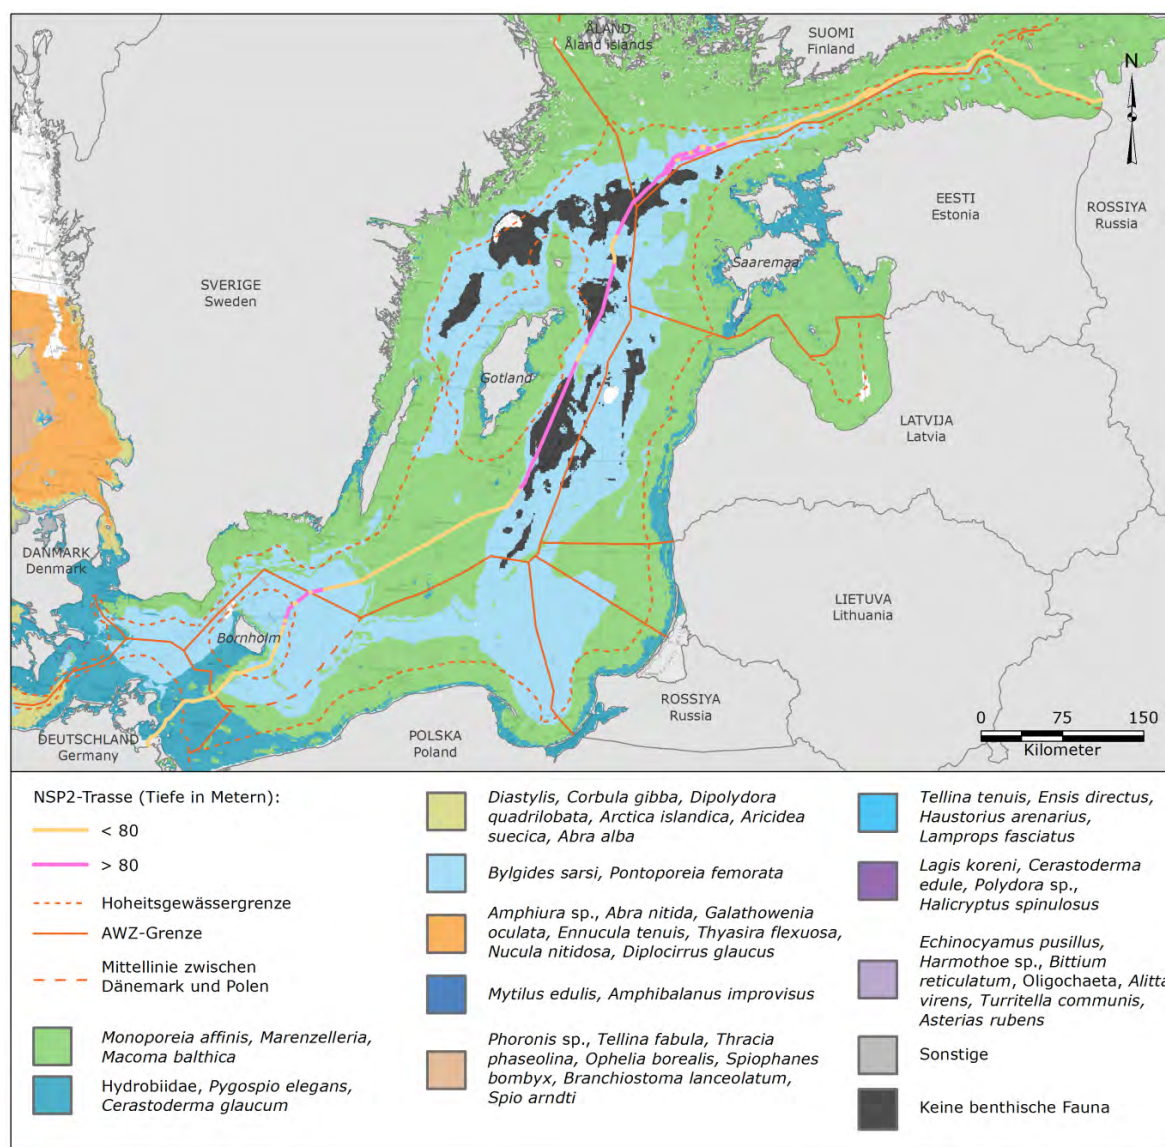 ÅLAND
Åland islands
SUOMI
Finland
N
EESTI
Estonia
ROSSIYA
Russia
SVERIGE
Sweden
Saaremaa
Gotland
LATVIJA
Latvia
DANMARK
Denmark
LIETUVA
Lithuania
Bornholm
ROSSIYA
Russia
DEUTSCHLAND
Germany
POLSKA
Poland
0 75 150
Kilometer
NSP2-Trasse (Tiefe in Metern):
< 80
> 80
Hoheitsgewässergrenze
AWZ-Grenze
Mittellinie zwischen
Dänemark und Polen
Monoporeia affinis, Marenzelleria,
Macoma balthica
Hydrobiidae, Pygospio elegans,
Cerastoderma glaucum
Diastylis, Corbula gibba, Dipolydora
quadrilobata, Arctica islandica, Aricidea
suecica, Abra alba
Bylgides sarsi, Pontoporeia femorata
Amphiura sp., Abra nitida, Galathowenia
oculata, Ennucula tenuis, Thyasira flexuosa,
Nucula nitidosa, Diplocirrus glaucus
Mytilus edulis, Amphibalanus improvisus
Phoronis sp., Tellina fabula, Thracia
phaseolina, Ophelia borealis, Spiophanes
bombyx, Branchiostoma lanceolatum,
Spio arndti
Tellina tenuis, Ensis directus,
Haustorius arenarius,
Lamprops fasciatus
Lagis koreni, Cerastoderma
edule, Polydora sp.,
Halicryptus spinulosus
Echinocyamus pusillus,
Harmothoe sp., Bittium
reticulatum, Oligochaeta, Alitta
virens, Turritella communis,
Asterias rubens
Sonstige
Keine benthische Fauna